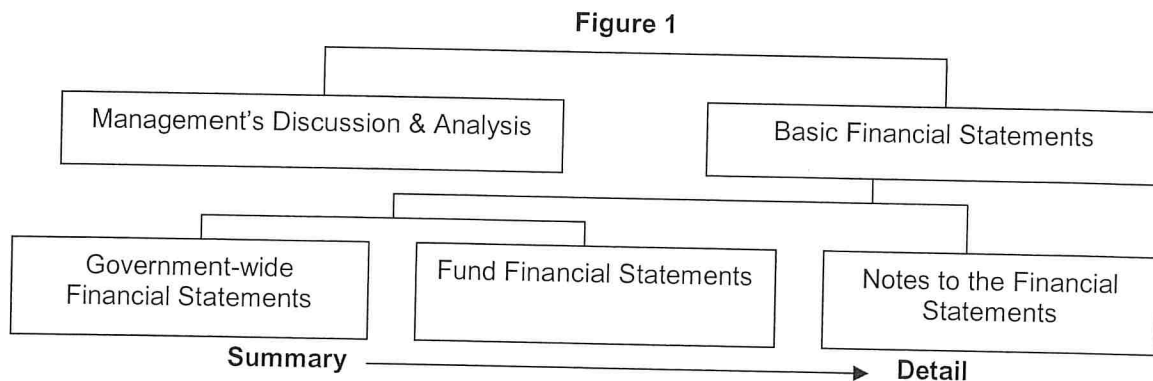 Figure 1
Management's Discussion & Analysis
Basic Financial Statements
Government-wide
Financial Statements
Fund Financial Statements
Notes to the Financial
Statements
Summary
Detail